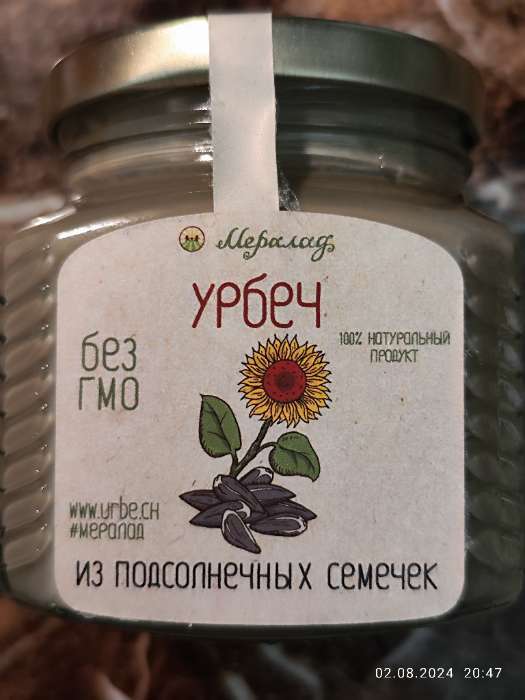 Мералад
урбеч
без
ГМО
100% натуральный
продукт
www.urbe.ch
#мералад
из подсолнечных семечек
02.08.2024 20:47